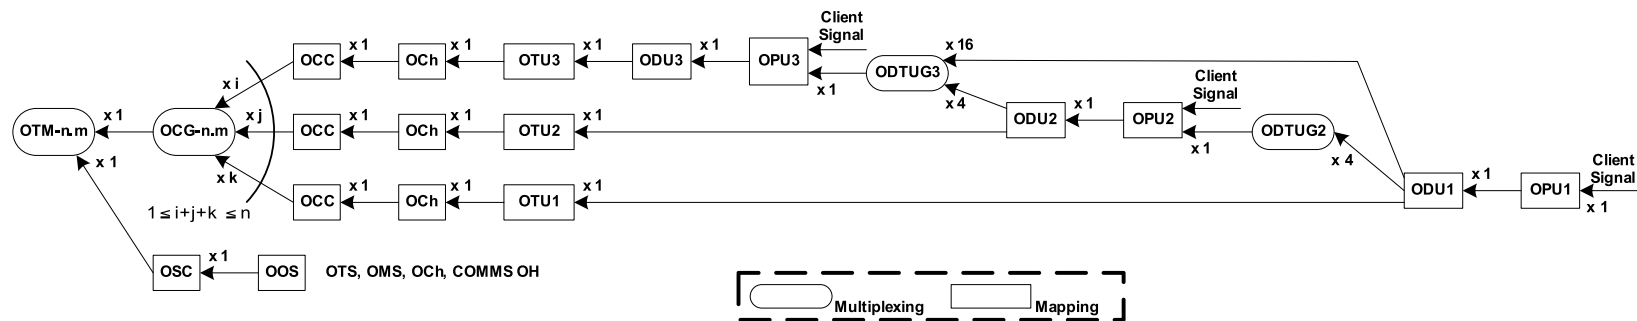 Client
Signal
x 1 x 1 x 1 x 1 x 1 x 16
OCC OCh OTU3 ODU3 OPU3 ODTUG3
x i x 1 Client
Signal
x 4 x 1
x 1 x j x 1 x 1 x 1 ODU2 OPU2 ODTUG2
OTM-n.m OCG-n.m OCC OCh OTU2
x 1 x 1 x 4
x k x 1 x 1 x 1 x 1 Client
Signal
OCC OCh OTU1 ODU1 OPU1
1 ≤ i+j+k ≤ n x 1
x 1
OSC OOS OTS, OMS, OCh, COMMS OH
Multiplexing Mapping